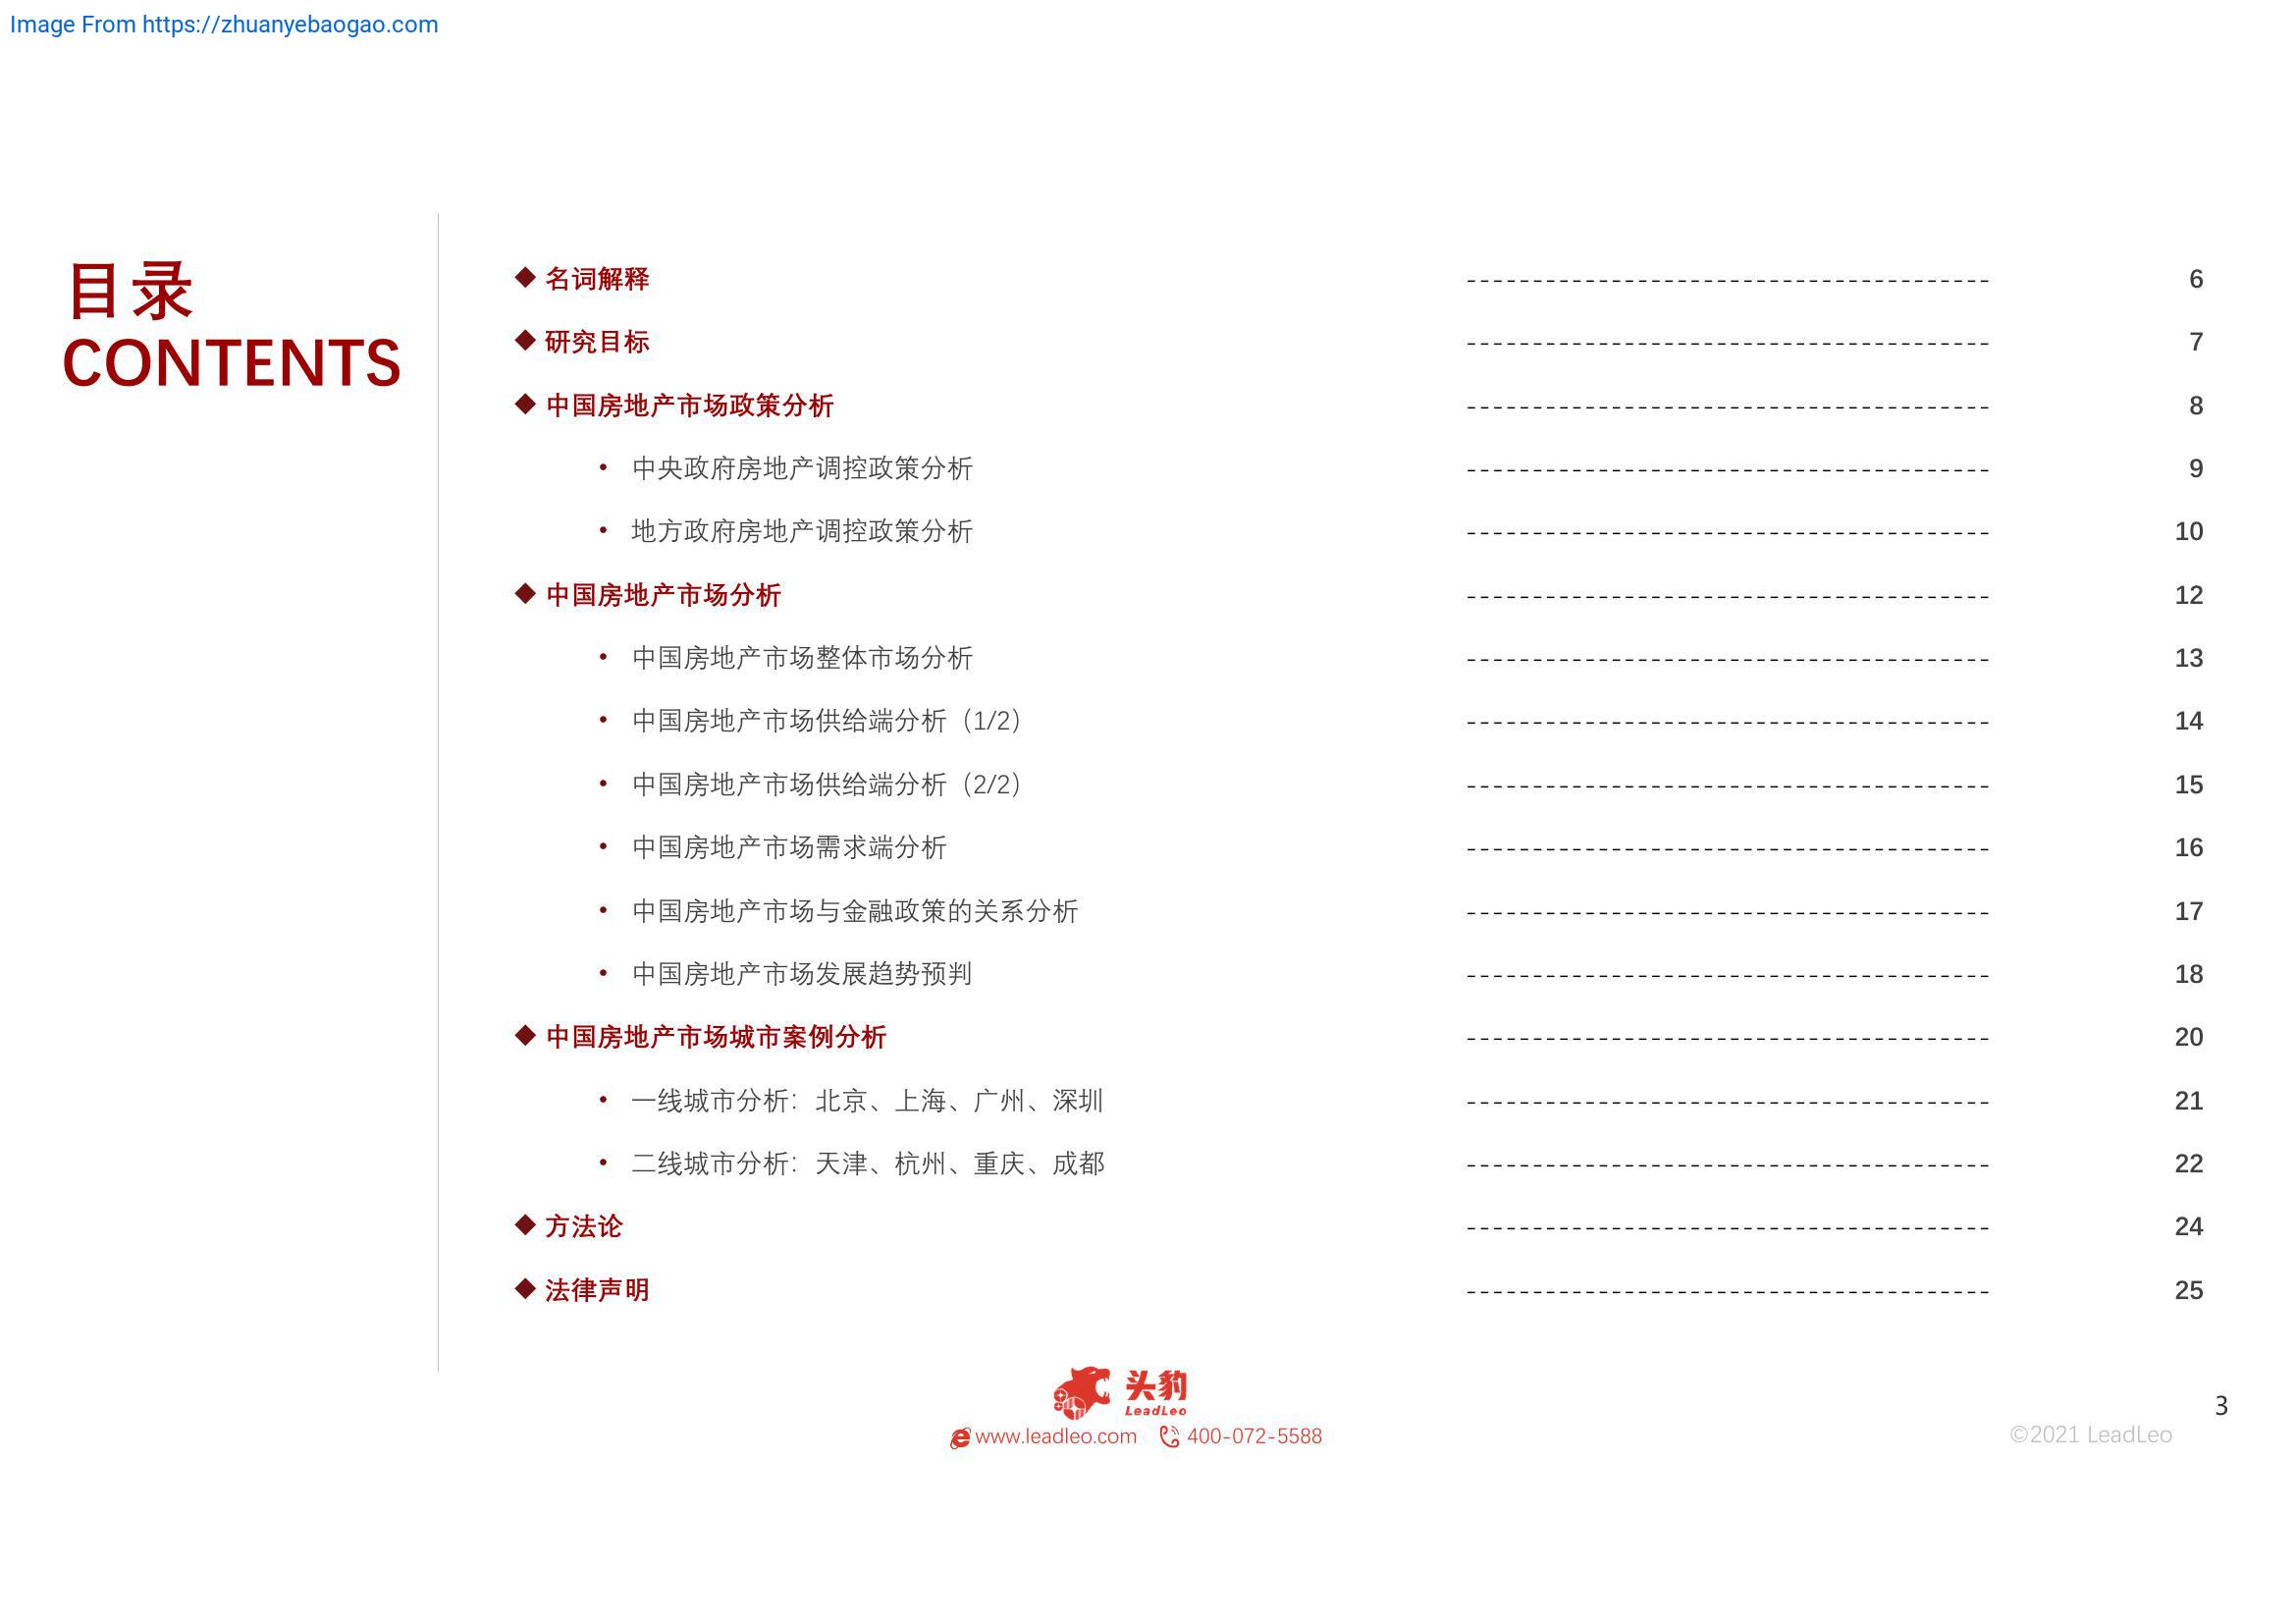 Image From https://zhuanyebaogao.com
目录
CONTENTS
◆ 名词解释 ---------------------------------------- 6
◆ 研究目标 ---------------------------------------- 7
◆ 中国房地产市场政策分析 ---------------------------------------- 8
• 中央政府房地产调控政策分析 ---------------------------------------- 9
• 地方政府房地产调控政策分析 ---------------------------------------- 10
◆ 中国房地产市场分析 ---------------------------------------- 12
• 中国房地产市场整体市场分析 ---------------------------------------- 13
• 中国房地产市场供给端分析（1/2） ---------------------------------------- 14
• 中国房地产市场供给端分析（2/2） ---------------------------------------- 15
• 中国房地产市场需求端分析 ---------------------------------------- 16
• 中国房地产市场与金融政策的关系分析 ---------------------------------------- 17
• 中国房地产市场发展趋势预判 ---------------------------------------- 18
◆ 中国房地产市场城市案例分析 ---------------------------------------- 20
• 一线城市分析：北京、上海、广州、深圳 ---------------------------------------- 21
• 二线城市分析：天津、杭州、重庆、成都 ---------------------------------------- 22
◆ 方法论 ---------------------------------------- 24
◆ 法律声明 ---------------------------------------- 25
头豹
LeadLeo
www.leadleo.com 400-072-5588
3
©2021 LeadLeo